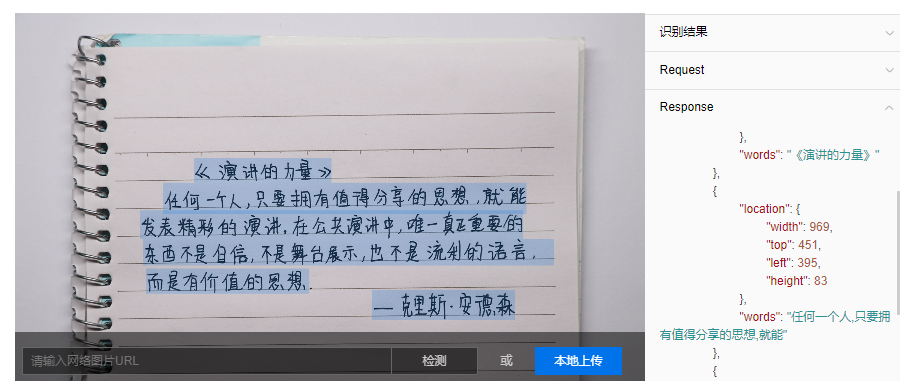 《演讲的力量》
任何一个人,只要拥有值得分享的思想,就能
发表精彩的演讲.在公共演讲中,唯一真正重要的
东西不是自信,不是舞台展示,也不是流利的语言,
而是有价值的思想.
—克里斯·安德森
请输入网络图片URL
检测
或
本地上传
识别结果
Request
Response
},
"words": "《演讲的力量》"
},
{
"location": {
"width": 969,
"top": 451,
"left": 395,
"height": 83
},
"words": "任何一个人,只要拥
有值得分享的思想,就能"
},
{